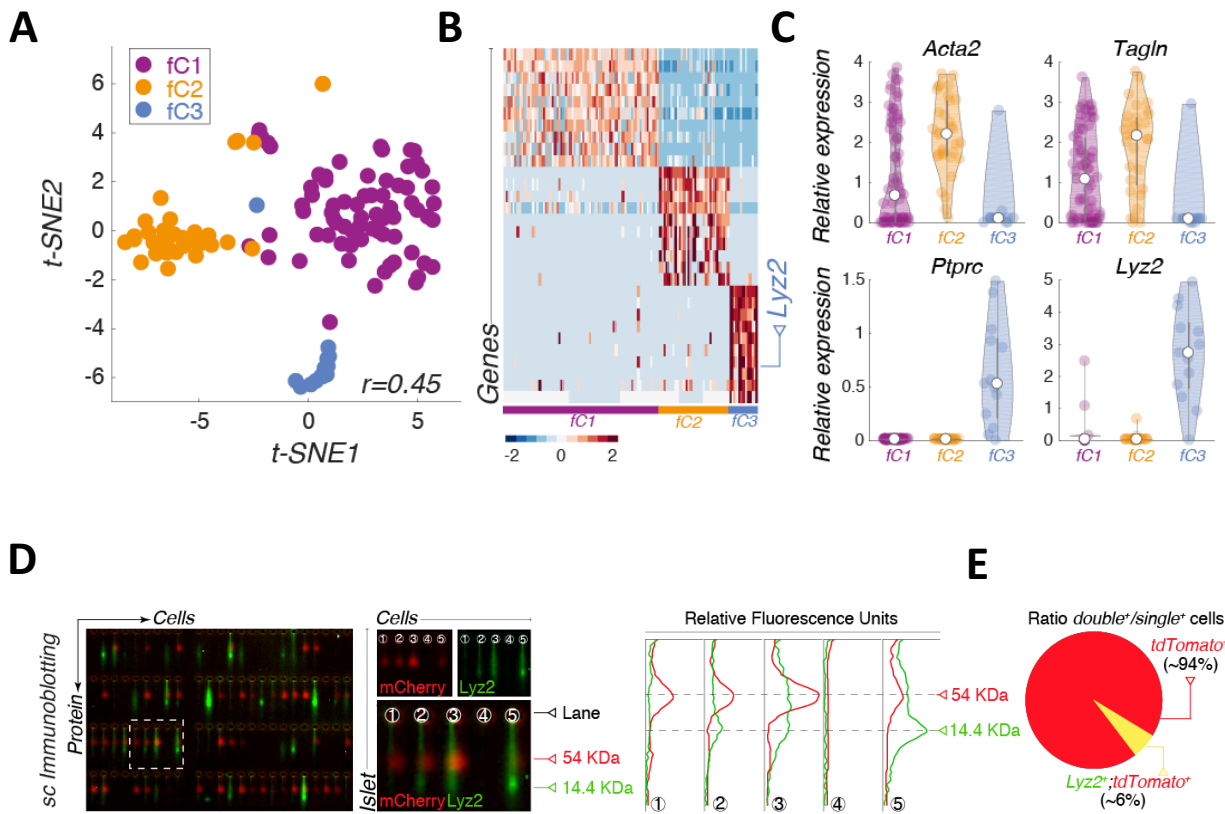 A
fC1
fC2
fC3
6
4
2
0
-2
-4
-6
-5
0
5
r=0.45
t-SNE1
t-SNE2
B
Genes
Lyz2
fC1
fC2
fC3
-2
0
2
C
Acta2
Relative expression
4
3
2
1
0
fC1
fC2
fC3
Tagln
4
3
2
1
0
fC1
fC2
fC3
Ptprc
Relative expression
1.5
1
0.5
0
fC1
fC2
fC3
Lyz2
5
4
3
2
1
0
fC1
fC2
fC3
D
sc Immunoblotting
Protein
Cells
Cells
Islet
① ② ③ ④ ⑤
mCherry
① ② ③ ④ ⑤
Lyz2
① ② ③ ④ ⑤
mCherry Lyz2
Lane
54 KDa
14.4 KDa
Relative Fluorescence Units
54 KDa
14.4 KDa
① ② ③ ④ ⑤
E
Ratio double⁺/single⁺ cells
tdTomato⁺
(~94%)
Lyz2⁺;tdTomato⁺
(~6%)